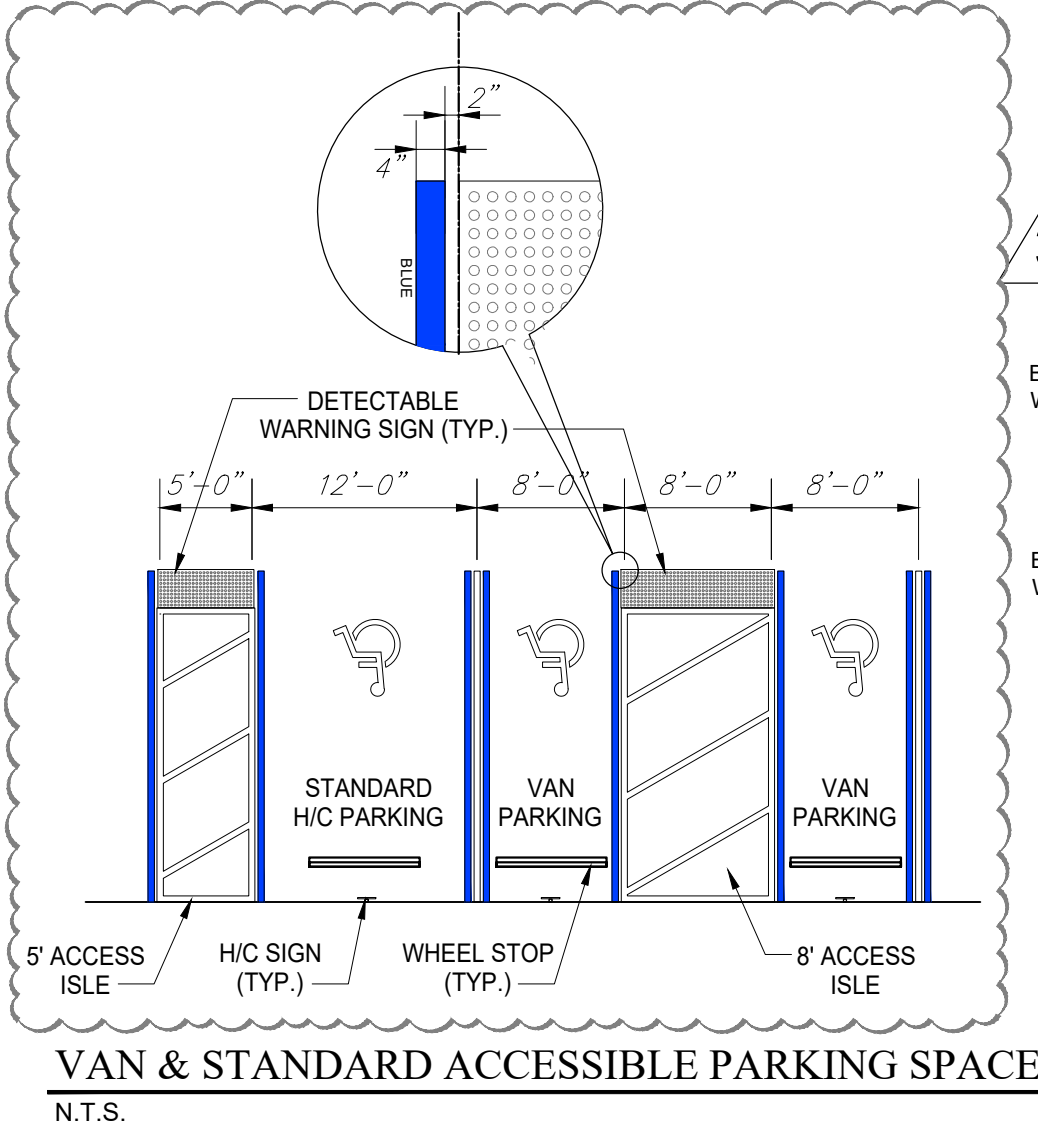 2"
4"
BLUE
DETECTABLE
WARNING SIGN (TYP.)
5'-0" 12'-0" 8'-0" 8'-0" 8'-0"
STANDARD
H/C PARKING
VAN
PARKING
VAN
PARKING
5' ACCESS
ISLE
H/C SIGN
(TYP.)
WHEEL STOP
(TYP.)
8' ACCESS
ISLE
VAN & STANDARD ACCESSIBLE PARKING SPACE
N.T.S.